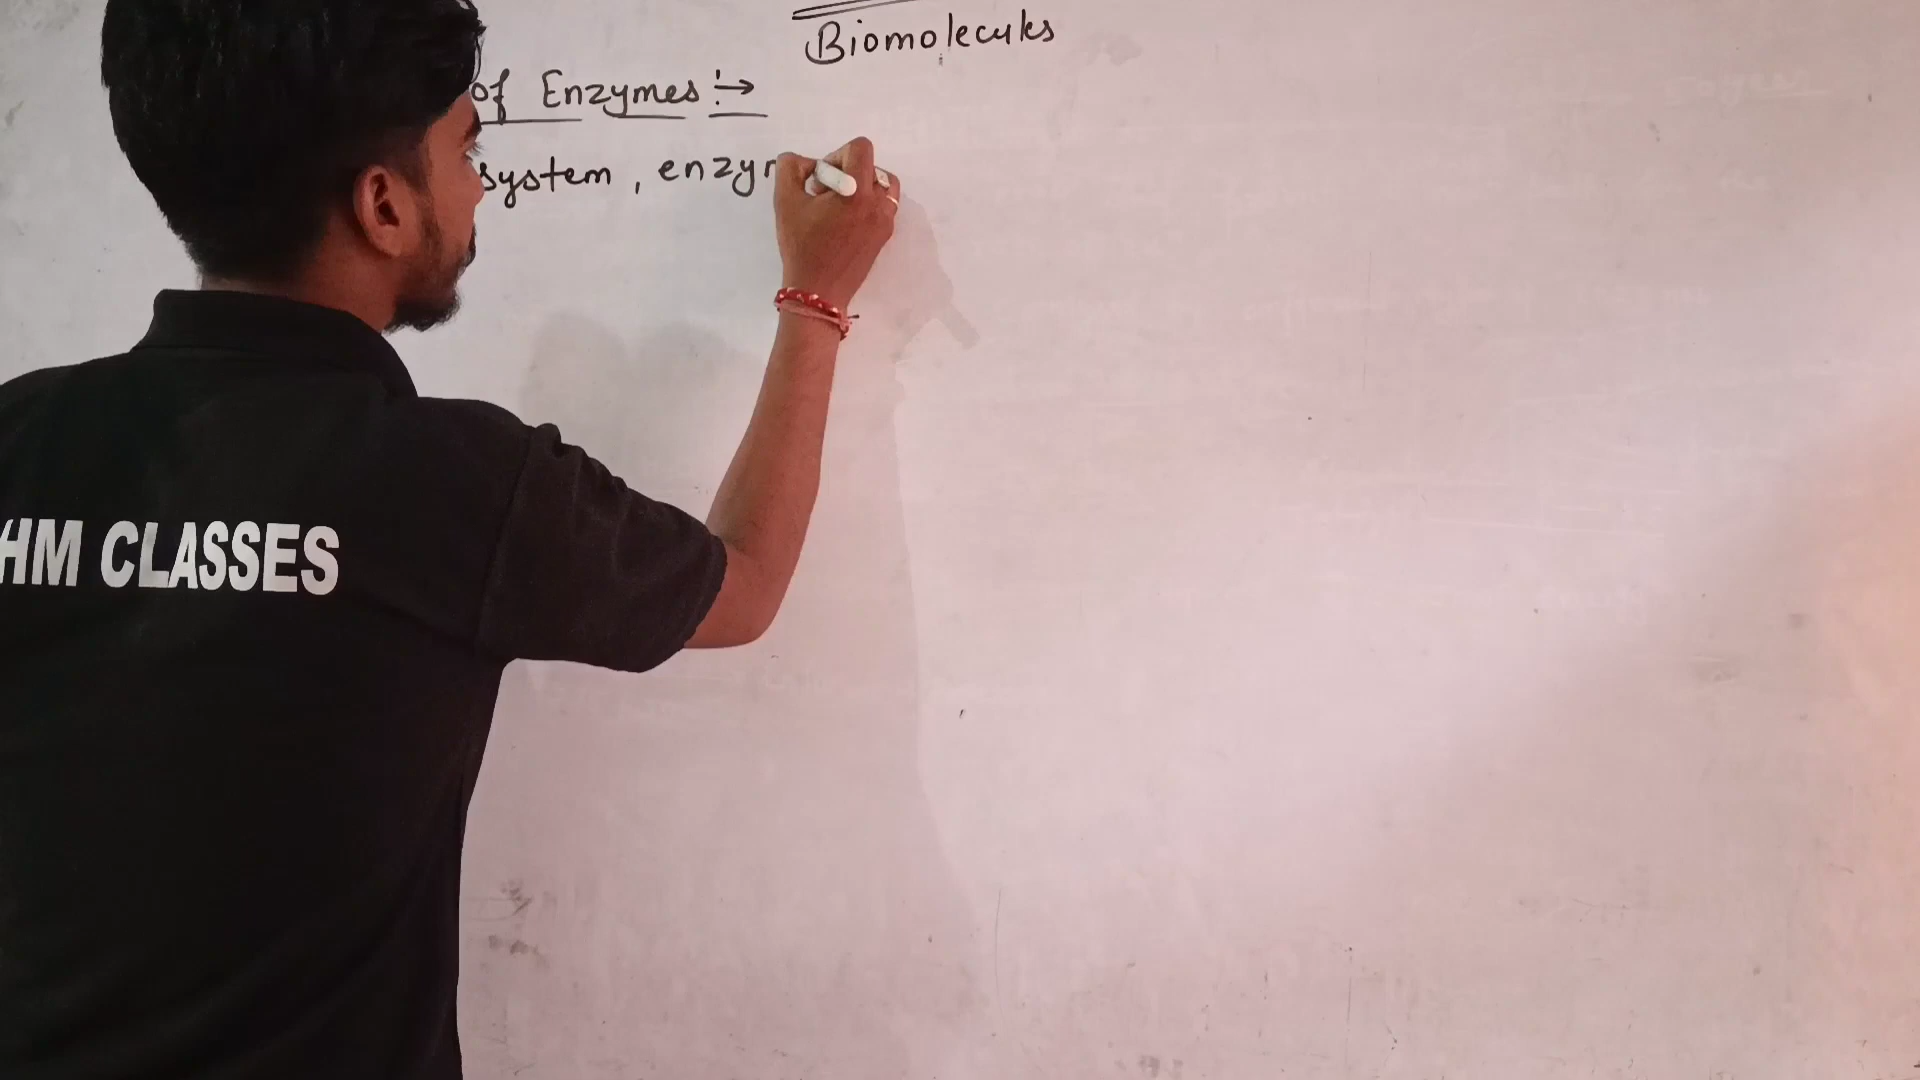 Biomolecules
of Enzymes :→
system, enzy
HM CLASSES